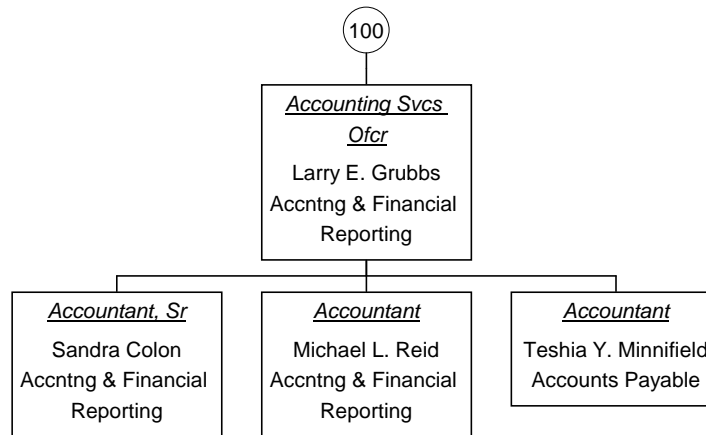 100
Accounting Svcs
Ofcr
Larry E. Grubbs
Accntng & Financial
Reporting
Accountant, Sr
Sandra Colon
Accntng & Financial
Reporting
Accountant
Michael L. Reid
Accntng & Financial
Reporting
Accountant
Teshia Y. Minnifield
Accounts Payable